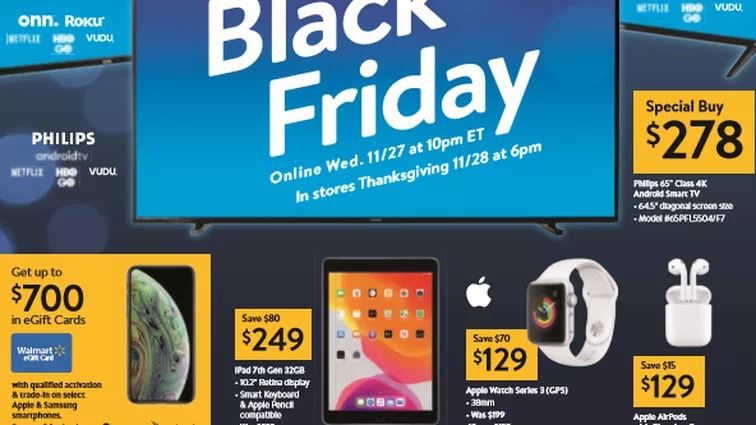 onn. Roku
NETFLIX HBO GO VUDU
Black
Friday
Online Wed. 11/27 at 10pm ET
In stores Thanksgiving 11/28 at 6pm
NETFLIX HBO GO VUDU
PHILIPS
androidtv
NETFLIX HBO GO VUDU
Special Buy
$278
Philips 65" Class 4K
Android Smart TV
• 64.5" diagonal screen size
• Model #65PFL5504/F7
Get up to
$700
in eGift Cards
Walmart
eGift Card
with qualified activation
& trade-in on select
Apple & Samsung
smartphones.
Save $80
$249
iPad 7th Gen 32GB
• 10.2" Retina display
• Smart Keyboard
& Apple Pencil
compatible
Save $70
$129
Apple Watch Series 3 (GPS)
• 38mm
• Was $199
Save $15
$129
Apple AirPods